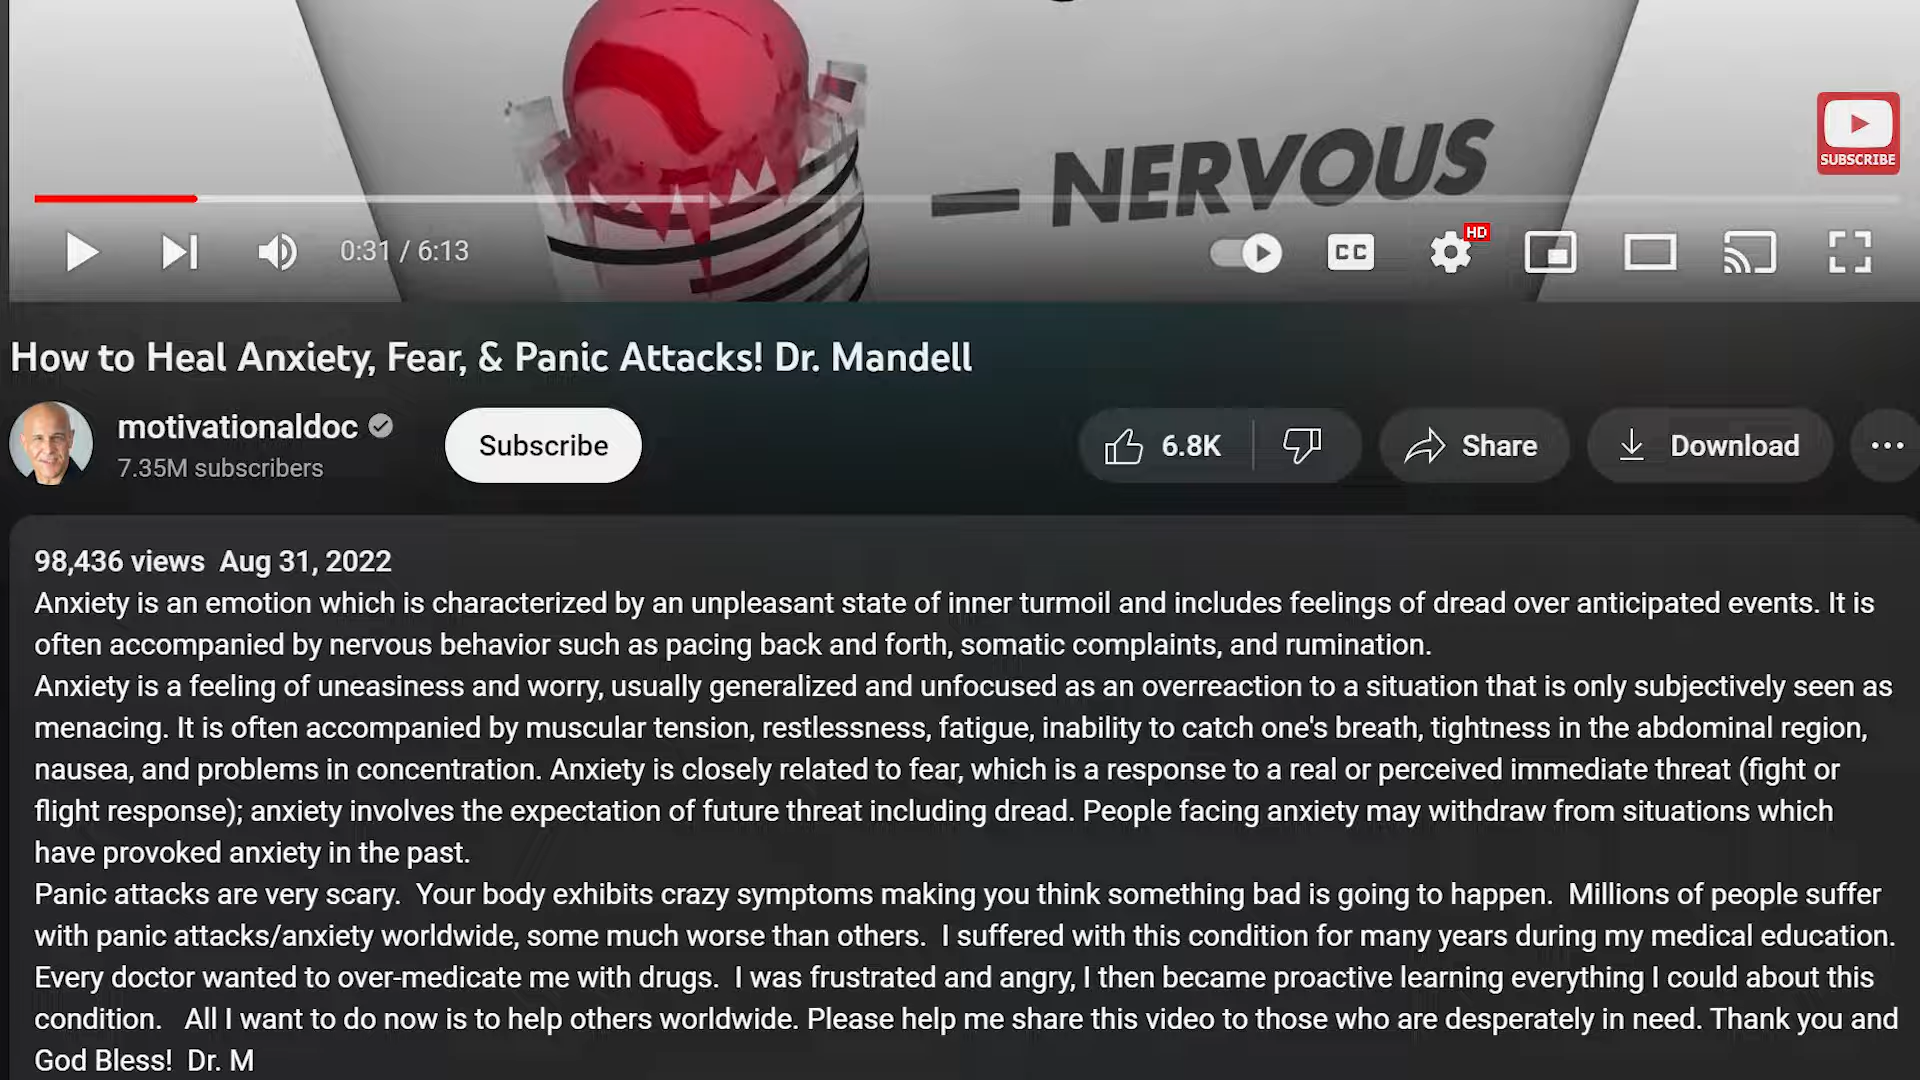 — NERVOUS
SUBSCRIBE
0:31 / 6:13
CC
HD
How to Heal Anxiety, Fear, & Panic Attacks! Dr. Mandell
motivationaldoc
7.35M subscribers
Subscribe
6.8K
Share
Download
98,436 views  Aug 31, 2022
Anxiety is an emotion which is characterized by an unpleasant state of inner turmoil and includes feelings of dread over anticipated events. It is
often accompanied by nervous behavior such as pacing back and forth, somatic complaints, and rumination.
Anxiety is a feeling of uneasiness and worry, usually generalized and unfocused as an overreaction to a situation that is only subjectively seen as
menacing. It is often accompanied by muscular tension, restlessness, fatigue, inability to catch one's breath, tightness in the abdominal region,
nausea, and problems in concentration. Anxiety is closely related to fear, which is a response to a real or perceived immediate threat (fight or
flight response); anxiety involves the expectation of future threat including dread. People facing anxiety may withdraw from situations which
have provoked anxiety in the past.
Panic attacks are very scary.  Your body exhibits crazy symptoms making you think something bad is going to happen.  Millions of people suffer
with panic attacks/anxiety worldwide, some much worse than others.  I suffered with this condition for many years during my medical education.
Every doctor wanted to over-medicate me with drugs.  I was frustrated and angry, I then became proactive learning everything I could about this
condition.   All I want to do now is to help others worldwide. Please help me share this video to those who are desperately in need. Thank you and
God Bless!  Dr. M